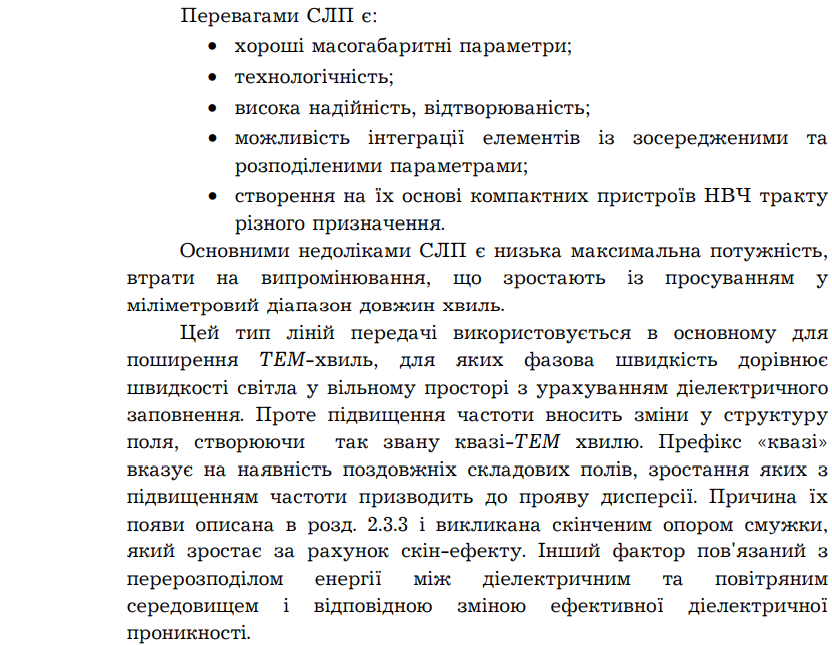 Перевагами СЛП є:
• хороші масогабаритні параметри;
• технологічність;
• висока надійність, відтворюваність;
• можливість інтеграції елементів із зосередженими та
розподіленими параметрами;
• створення на їх основі компактних пристроїв НВЧ тракту
різного призначення.
Основними недоліками СЛП є низька максимальна потужність,
втрати на випромінювання, що зростають із просуванням у
міліметровий діапазон довжин хвиль.
Цей тип ліній передачі використовується в основному для
поширення ТЕМ-хвиль, для яких фазова швидкість дорівнює
швидкості світла у вільному просторі з урахуванням діелектричного
заповнення. Проте підвищення частоти вносить зміни у структуру
поля, створюючи так звану квазі-ТЕМ хвилю. Префікс «квазі»
вказує на наявність поздовжніх складових полів, зростання яких з
підвищенням частоти призводить до прояву дисперсії. Причина їх
появи описана в розд. 2.3.3 і викликана скінченим опором смужки,
який зростає за рахунок скін-ефекту. Інший фактор пов'язаний з
перерозподілом енергії між діелектричним та повітряним
середовищем і відповідною зміною ефективної діелектричної
проникності.